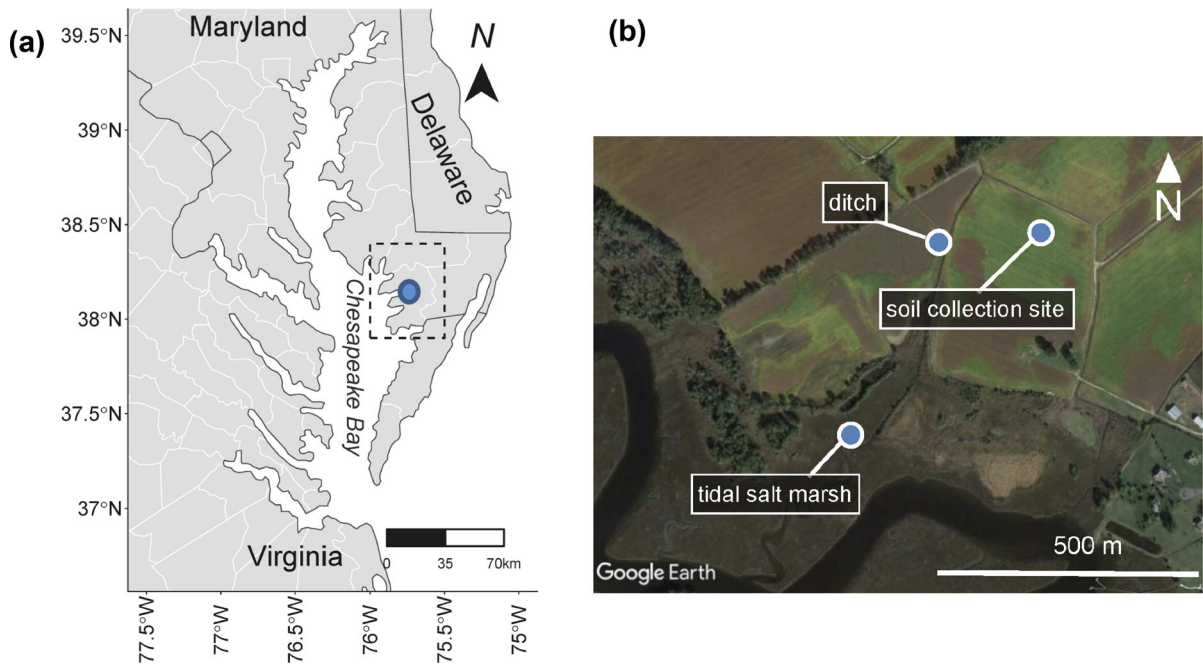 (a)
Maryland
N
Delaware
Chesapeake Bay
Virginia
39.5°N
39°N
38.5°N
38°N
37.5°N
37°N
0 35 70km
77.5°W
77°W
76.5°W
76°W
75.5°W
75°W
(b)
N
ditch
soil collection site
tidal salt marsh
500 m
Google Earth